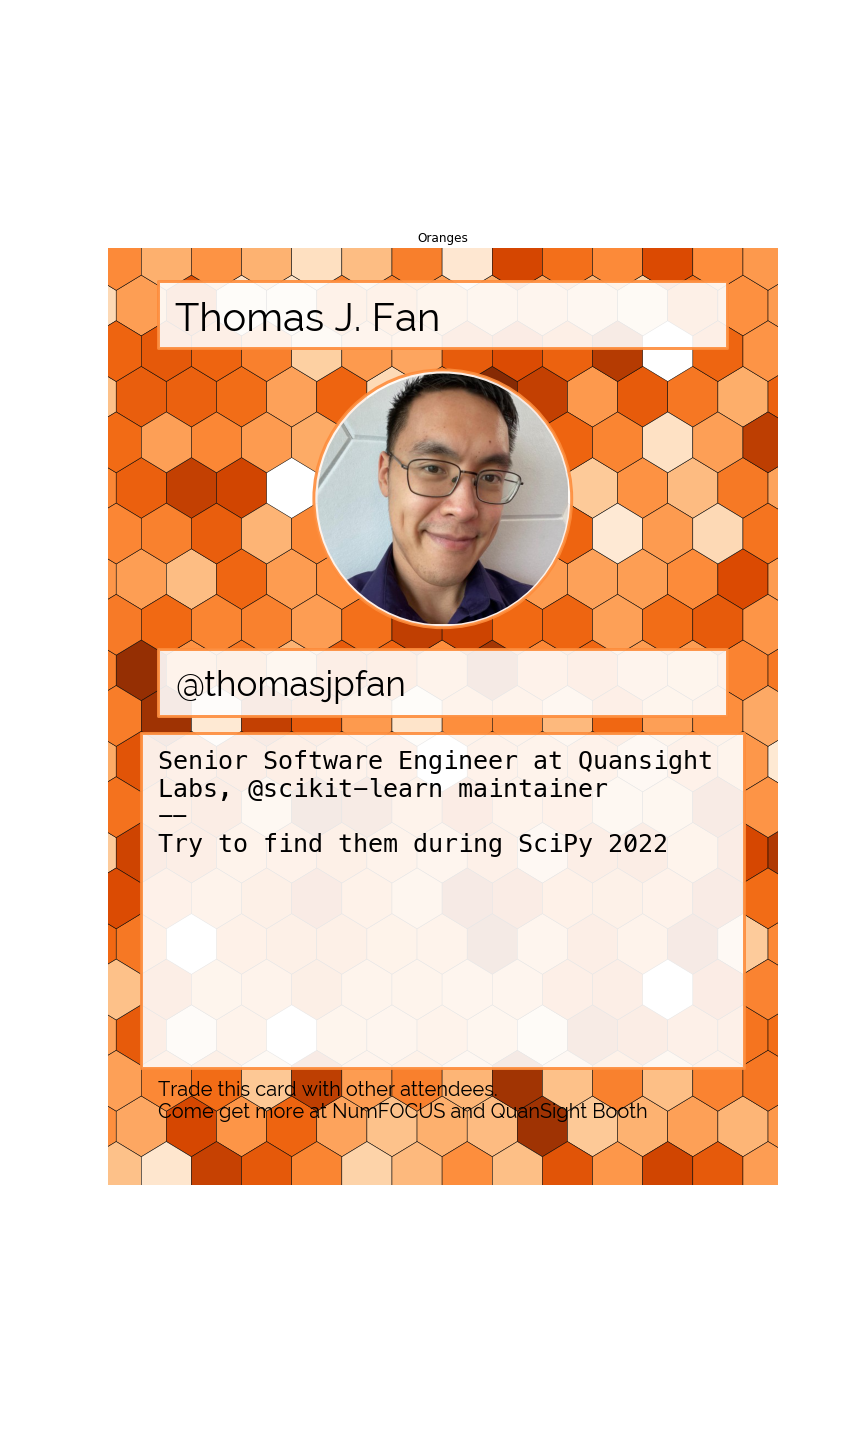 Oranges
Thomas J. Fan
@thomasjpfan
Senior Software Engineer at Quansight
Labs, @scikit−learn maintainer
−−
Try to find them during SciPy 2022
Trade this card with other attendees.
Come get more at NumFOCUS and QuanSight Booth